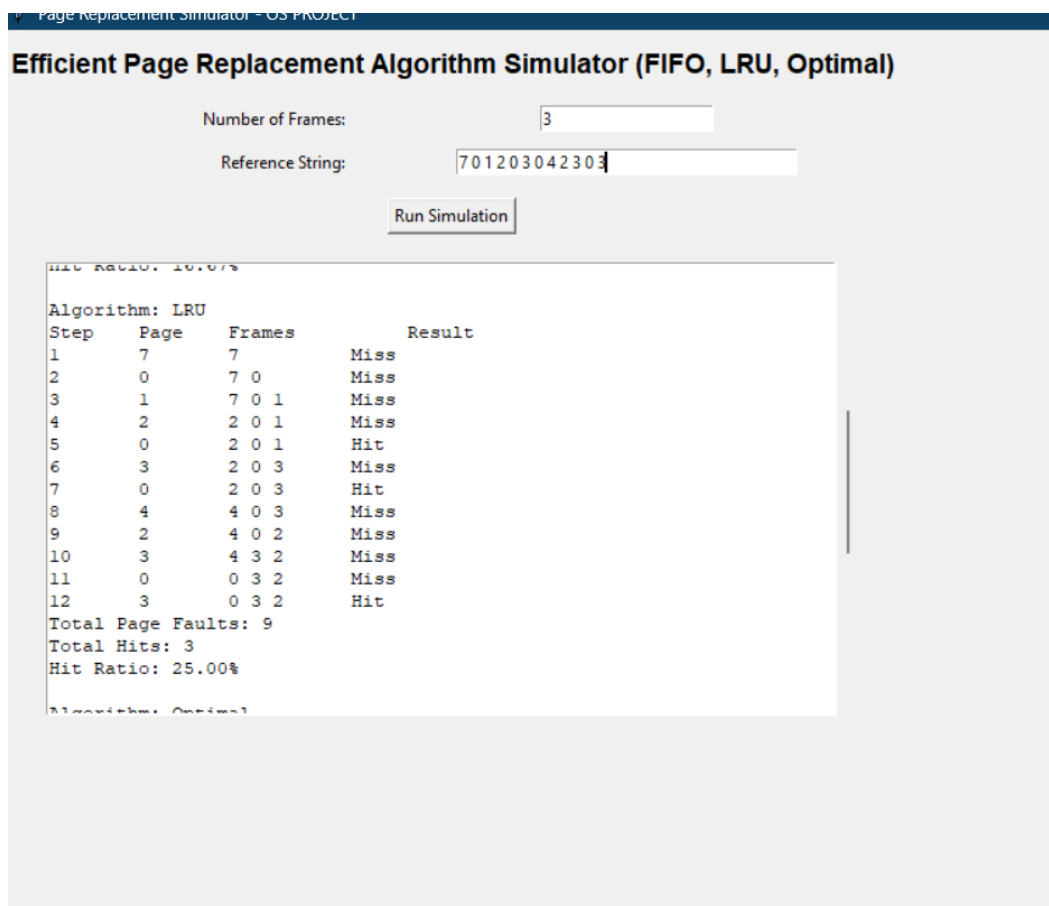 Page Replacement Simulator - OS PROJECT
Efficient Page Replacement Algorithm Simulator (FIFO, LRU, Optimal)
Number of Frames: 3
Reference String: 7 0 1 2 0 3 0 4 2 3 0 3
Run Simulation
Hit Ratio: 16.67%
Algorithm: LRU
Step Page Frames Result
1 7 7 Miss
2 0 7 0 Miss
3 1 7 0 1 Miss
4 2 2 0 1 Miss
5 0 2 0 1 Hit
6 3 2 0 3 Miss
7 0 2 0 3 Hit
8 4 4 0 3 Miss
9 2 4 0 2 Miss
10 3 4 3 2 Miss
11 0 0 3 2 Miss
12 3 0 3 2 Hit
Total Page Faults: 9
Total Hits: 3
Hit Ratio: 25.00%
Algorithm: Optimal